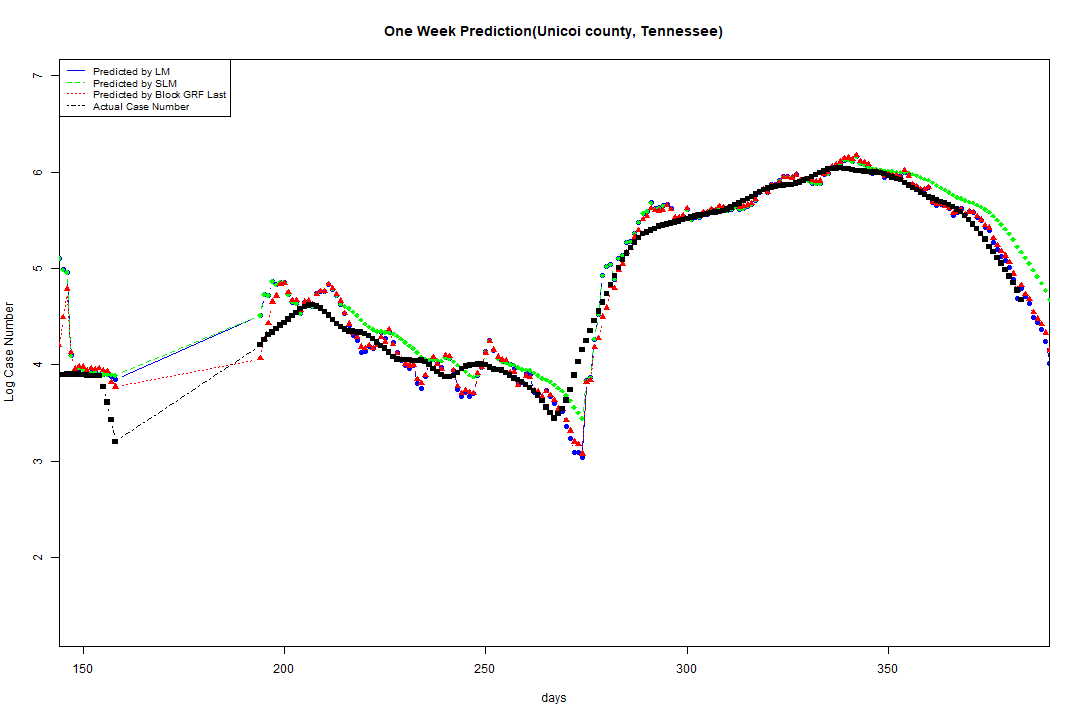 One Week Prediction(Unicoi county, Tennessee)
Predicted by LM
Predicted by SLM
Predicted by Block GRF Last
Actual Case Number
Log Case Number
7
6
5
4
3
2
150 200 250 300 350
days